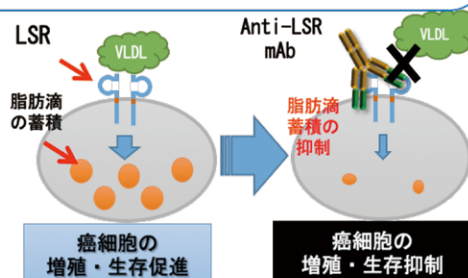 LSR
VLDL
脂肪滴
の蓄積
癌細胞の
増殖・生存促進
Anti-LSR
mAb
VLDL
脂肪滴
蓄積の
抑制
癌細胞の
増殖・生存抑制